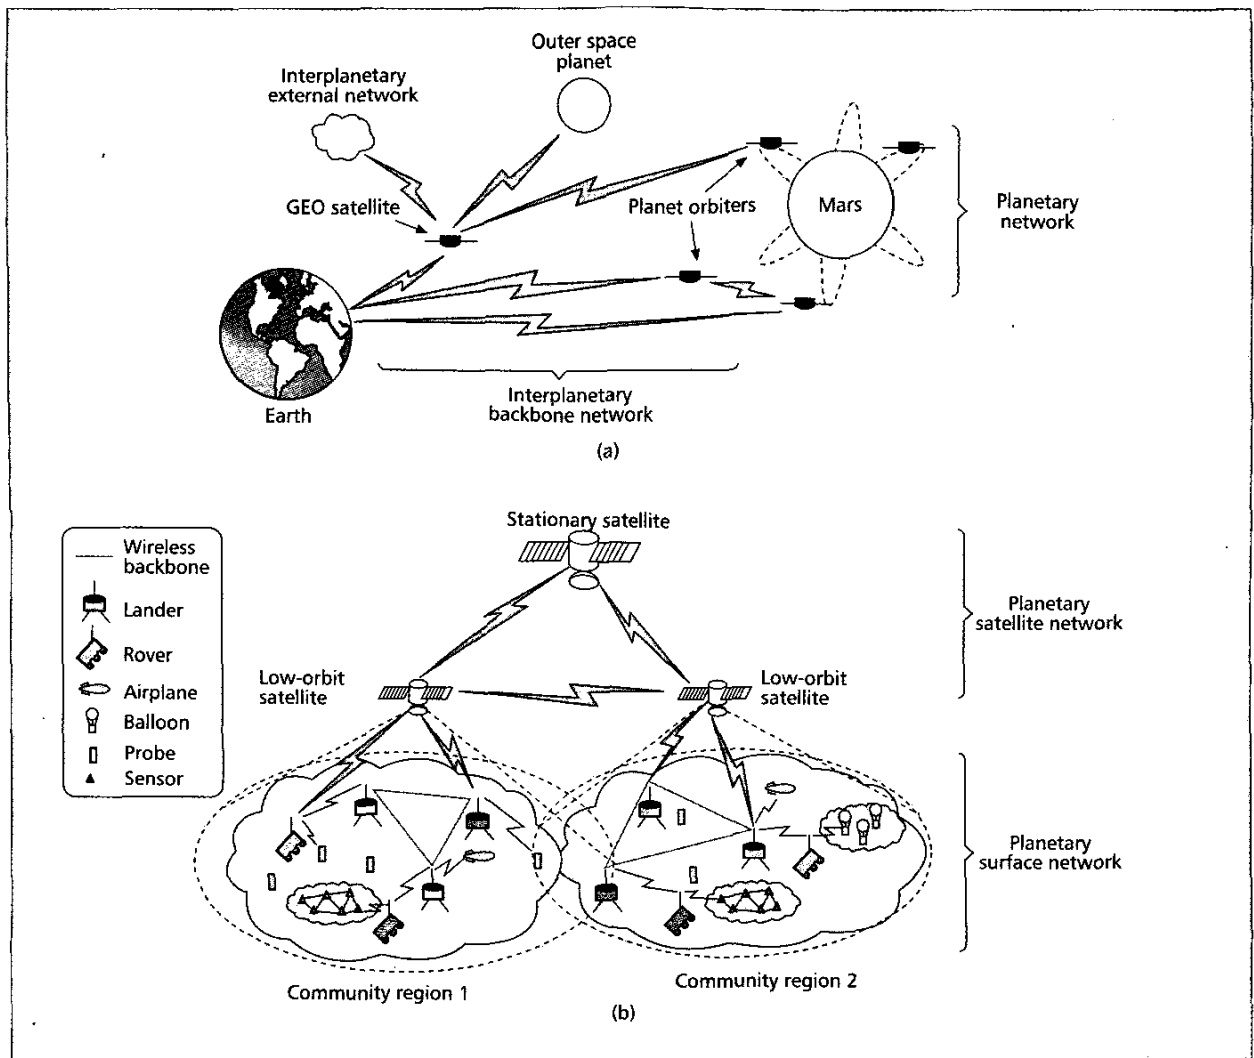 Outer space
planet
Interplanetary
external network
GEO satellite
Planet orbiters
Mars
Planetary
network
Earth
Interplanetary
backbone network
(a)
Stationary satellite
Wireless
backbone
Lander
Rover
Airplane
Balloon
Probe
Sensor
Low-orbit
satellite
Low-orbit
satellite
Planetary
satellite network
Planetary
surface network
Community region 1
Community region 2
(b)